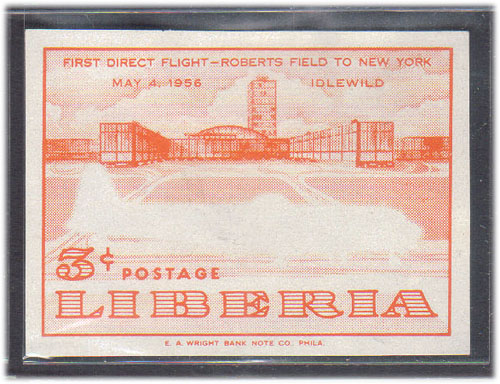 FIRST DIRECT FLIGHT–ROBERTS FIELD TO NEW YORK
MAY 4, 1956 IDLEWILD
3¢ POSTAGE
LIBERIA
E. A. WRIGHT BANK NOTE CO. PHILA.